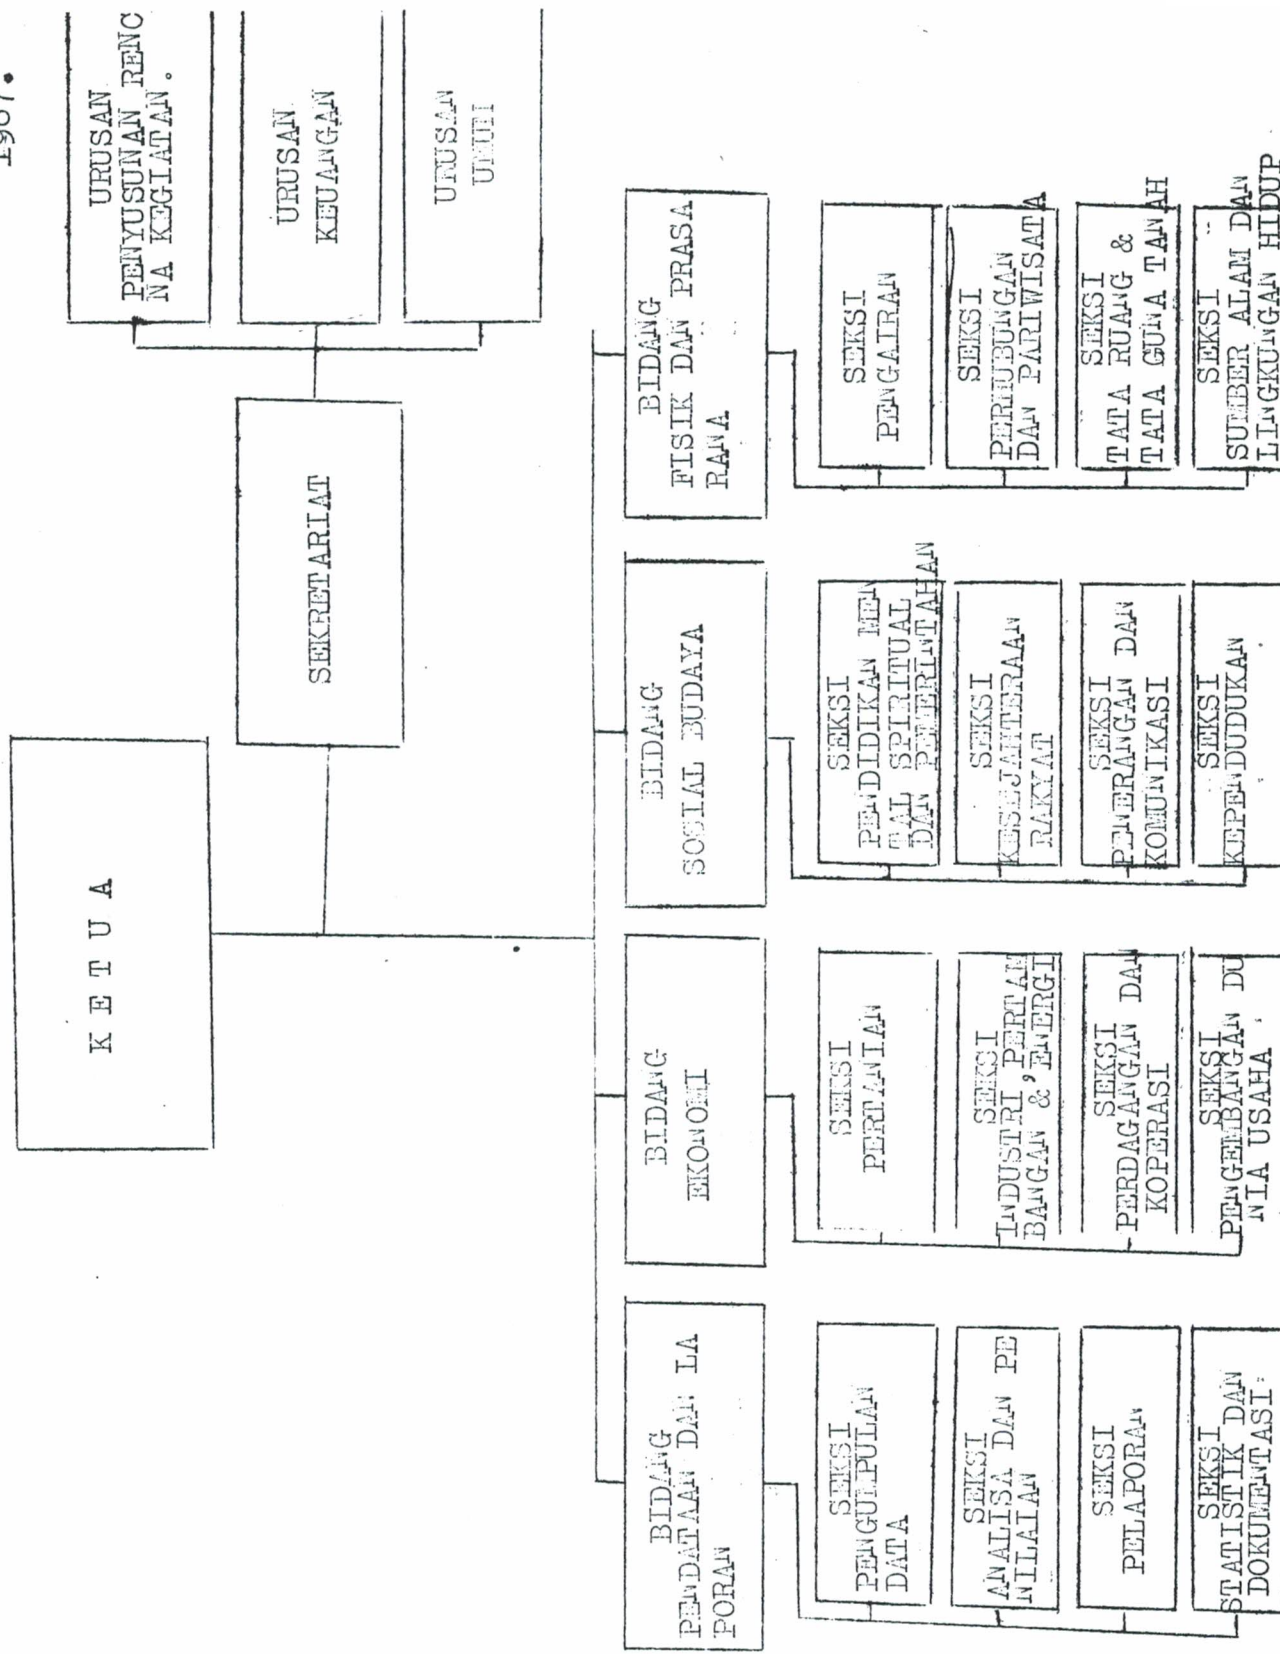 1987.
K E T U A
SEKRETARIAT
URUSAN
PENYUSUNAN RENC
NA KEGIATAN.
URUSAN
KEUANGAN
URUSAN
UMUM
BIDANG
PENDATAAN DAN LA
PORAN
BIDANG
EKONOMI
BIDANG
SOSIAL BUDAYA
BIDANG
FISIK DAN PRASA
RANA
SEKSI
PENGUMPULAN
DATA
SEKSI
ANALISA DAN PE
NILAIAN
SEKSI
PELAPORAN
SEKSI
STATISTIK DAN
DOKUMENTASI
SEKSI
PERTANIAN
SEKSI
INDUSTRI,PERTAM
BANGAN & ENERGI
SEKSI
PERDAGANGAN DAN
KOPERASI
SEKSI
PENGEMBANGAN DU
NIA USAHA
SEKSI
PENDIDIKAN MEN
TAL SPIRITUAL
DAN PEMERINTAHAN
SEKSI
KESEJAHTERAAN
RAKYAT
SEKSI
PENERANGAN DAN
KOMUNIKASI
SEKSI
KEPENDUDUKAN
SEKSI
PENGAIRAN
SEKSI
PERHUBUNGAN
DAN PARIWISATA
SEKSI
TATA RUANG &
TATA GUNA TANAH
SEKSI
SUMBER ALAM DAN
LINGKUNGAN HIDUP